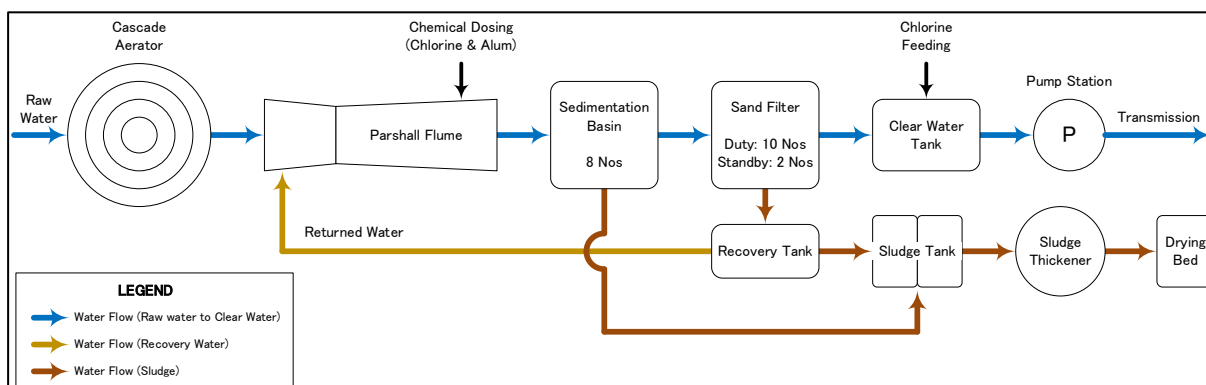 Cascade
Aerator
Chemical Dosing
(Chlorine & Alum)
Chlorine
Feeding
Pump Station
Raw
Water
Parshall Flume
Sedimentation
Basin
8 Nos
Sand Filter
Duty: 10 Nos
Standby: 2 Nos
Clear Water
Tank
P
Transmission
Returned Water
Recovery Tank
Sludge Tank
Sludge
Thickener
Drying
Bed
LEGEND
Water Flow (Raw water to Clear Water)
Water Flow (Recovery Water)
Water Flow (Sludge)